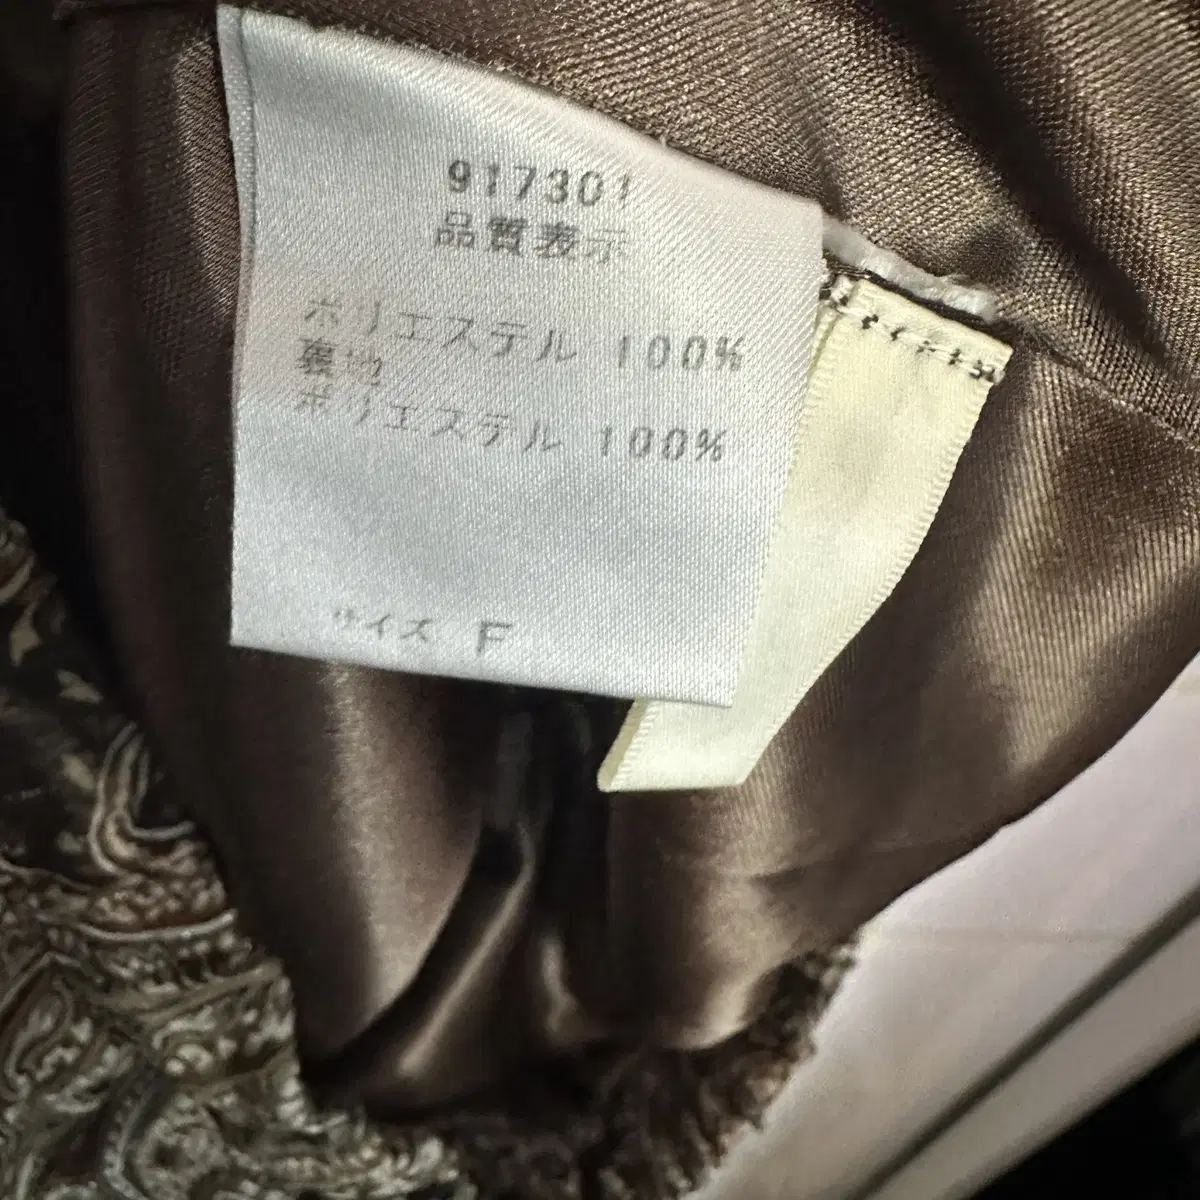 917301
品質表示
ポリエステル 100%
裏地
ポリエステル 100%
サイズ F